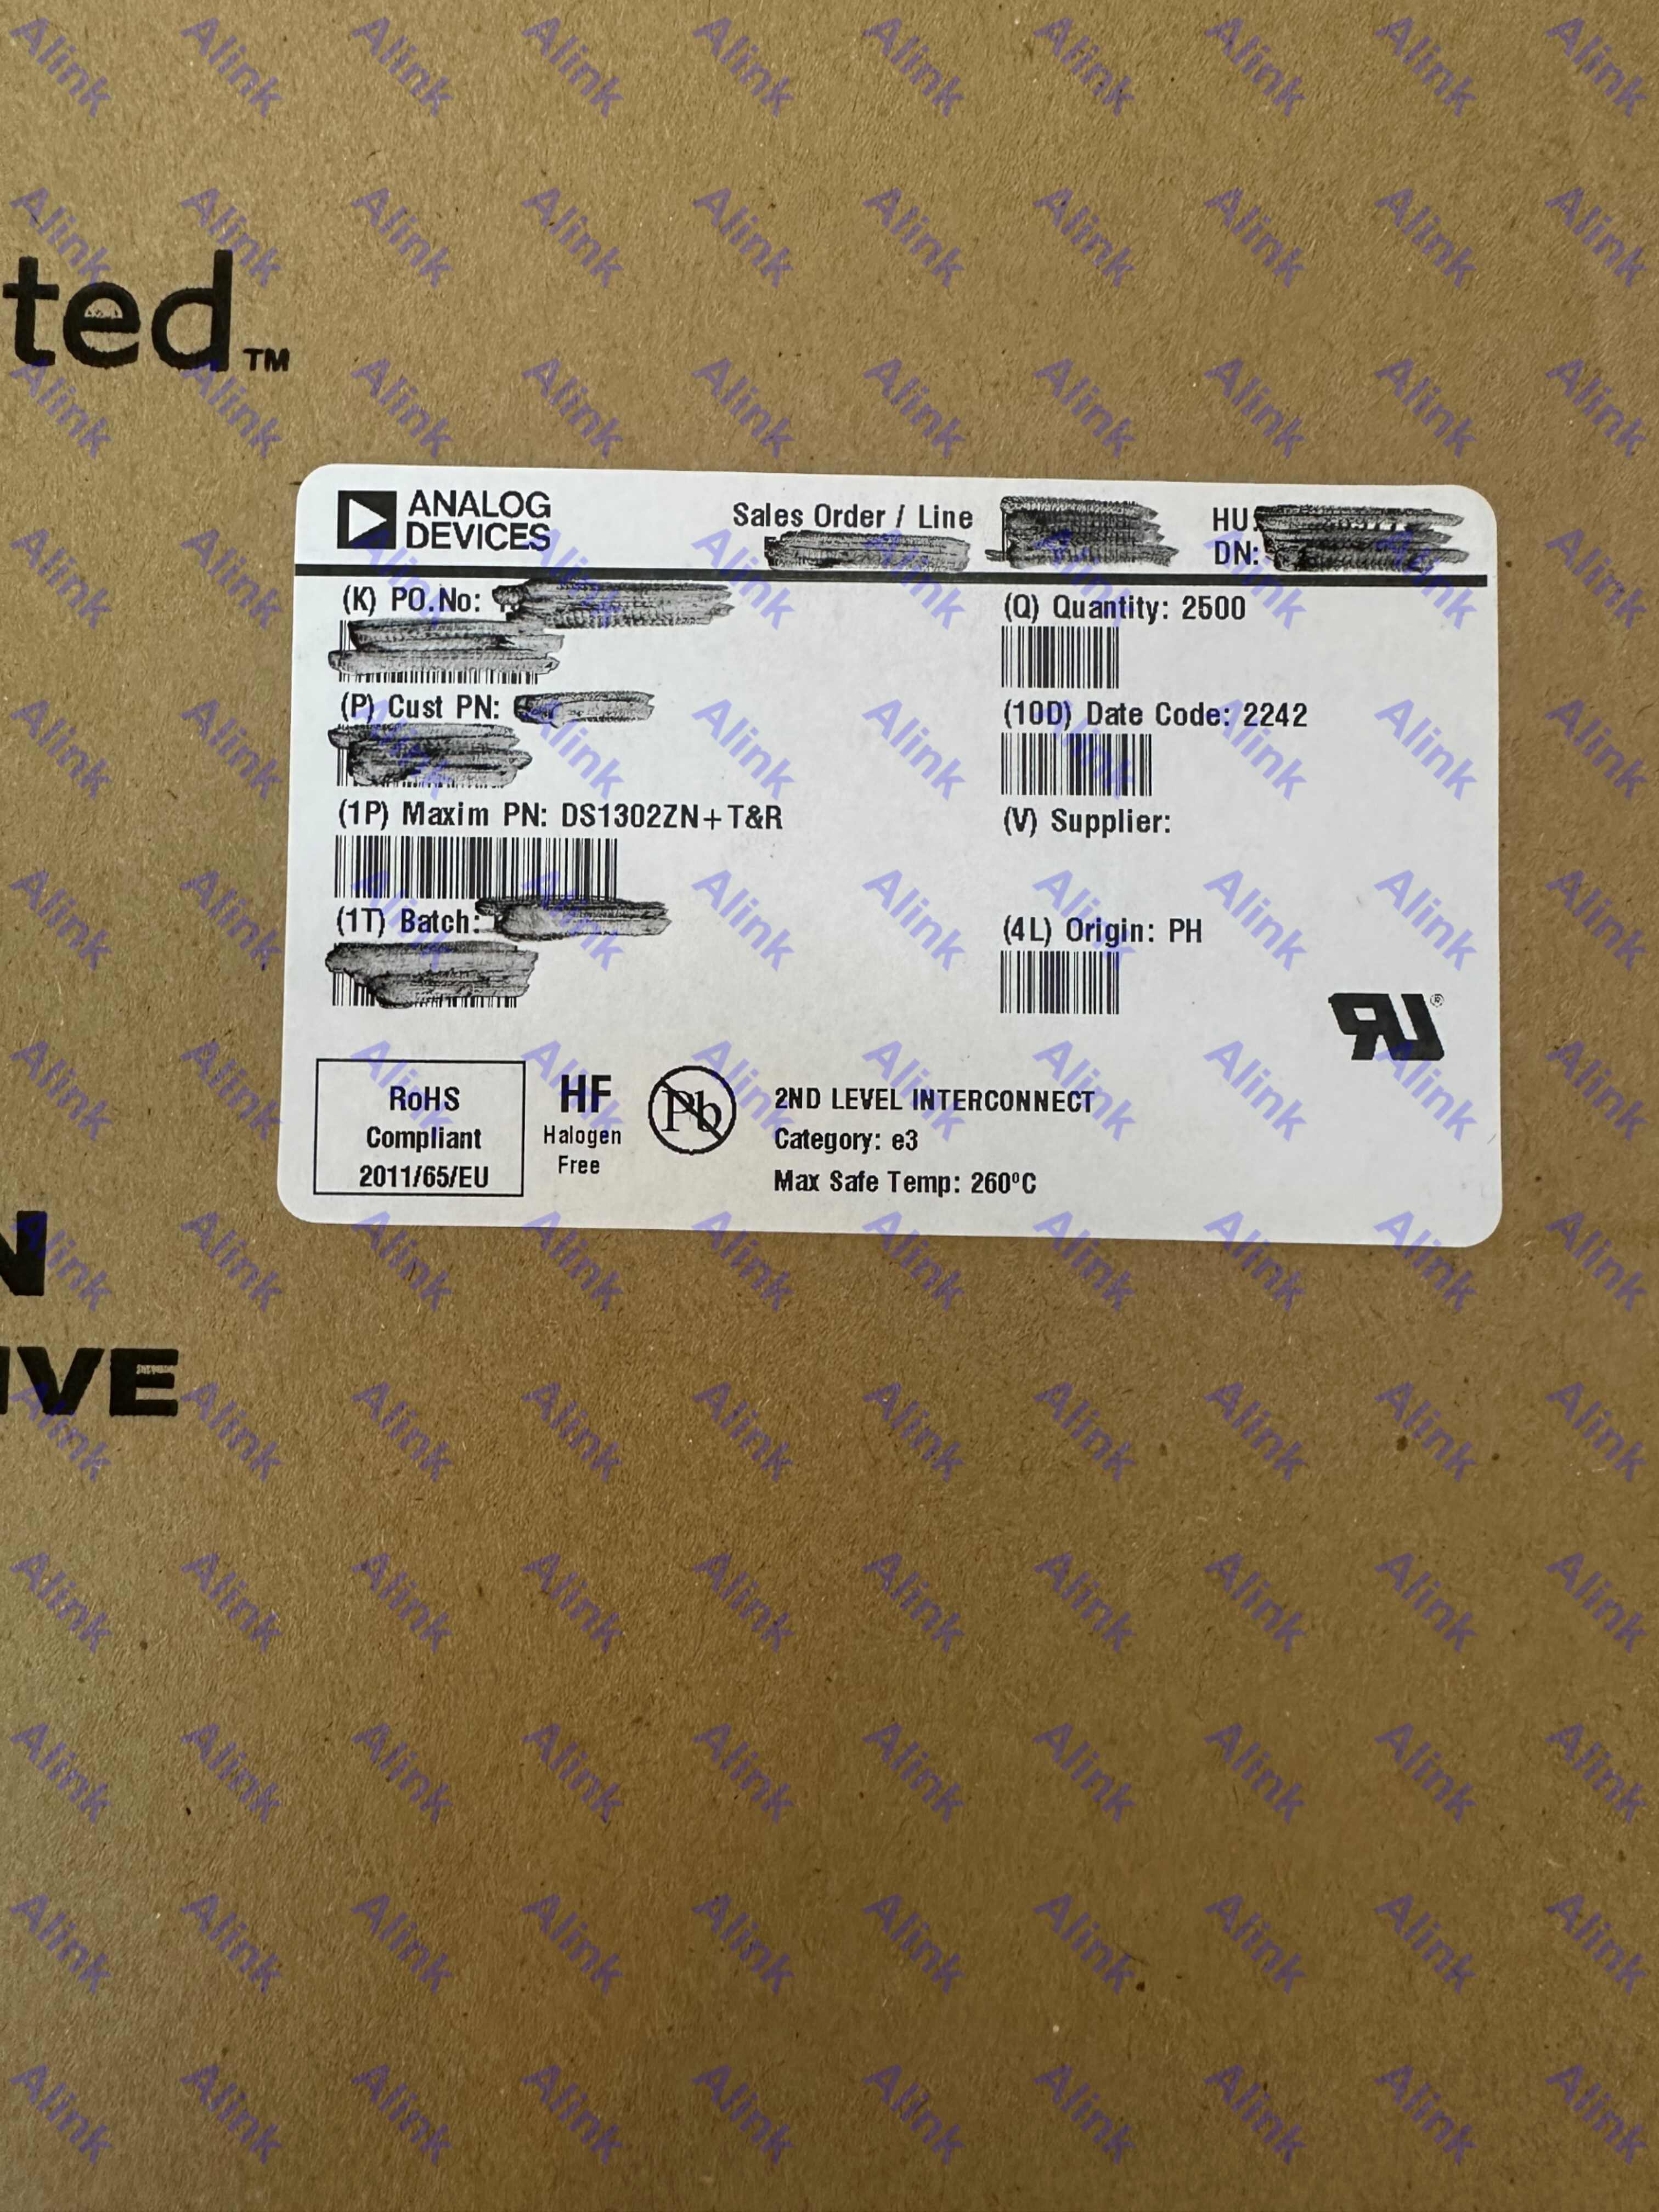 ted™
ANALOG
DEVICES
Sales Order / Line
HU:
DN:
(K) PO.No:
(Q) Quantity: 2500
(P) Cust PN:
(10D) Date Code: 2242
(1P) Maxim PN: DS1302ZN+T&R
(V) Supplier:
(1T) Batch:
(4L) Origin: PH
RoHS
Compliant
2011/65/EU
HF
Halogen
Free
Pb
2ND LEVEL INTERCONNECT
Category: e3
Max Safe Temp: 260ºC
N
IVE
Alink